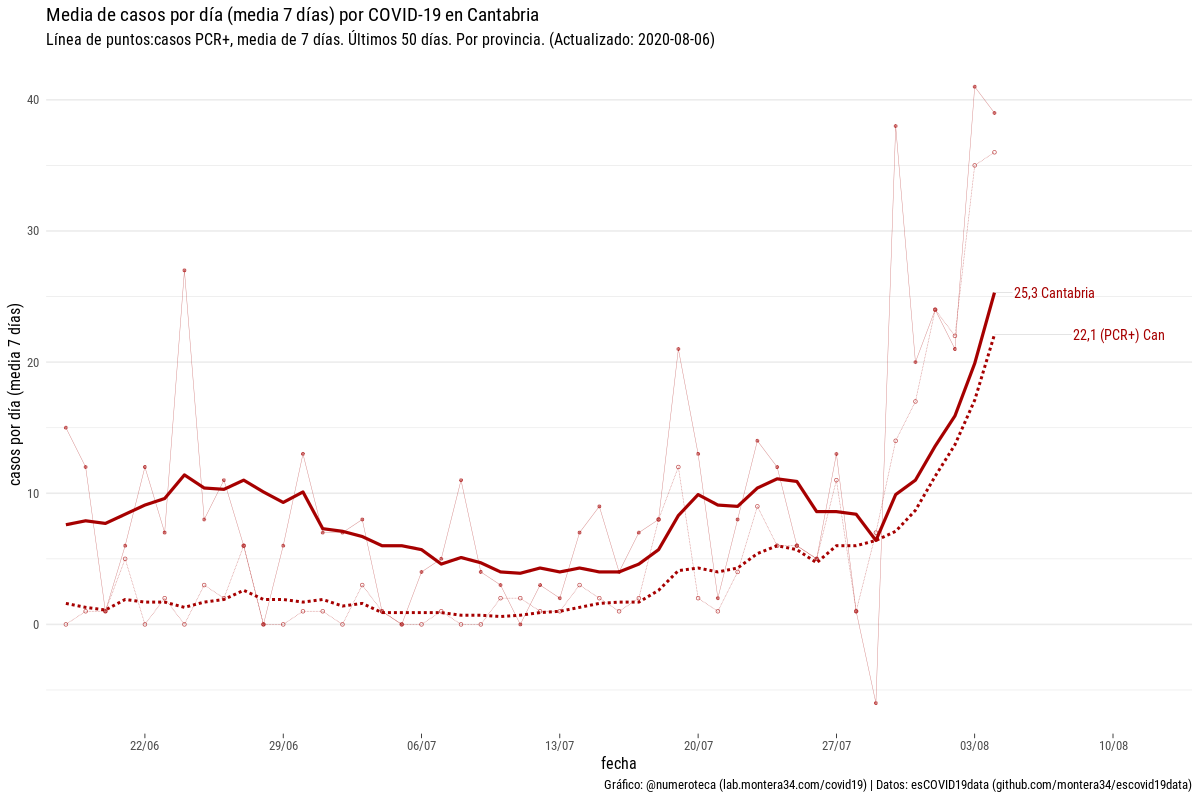 Media de casos por día (media 7 días) por COVID-19 en Cantabria
Línea de puntos:casos PCR+, media de 7 días. Últimos 50 días. Por provincia. (Actualizado: 2020-08-06)
casos por día (media 7 días)
40
30
20
10
0
25,3 Cantabria
22,1 (PCR+) Can
22/06
29/06
06/07
13/07
20/07
27/07
03/08
10/08
fecha
Gráfico: @numeroteca (lab.montera34.com/covid19) | Datos: esCOVID19data (github.com/montera34/escovid19data)